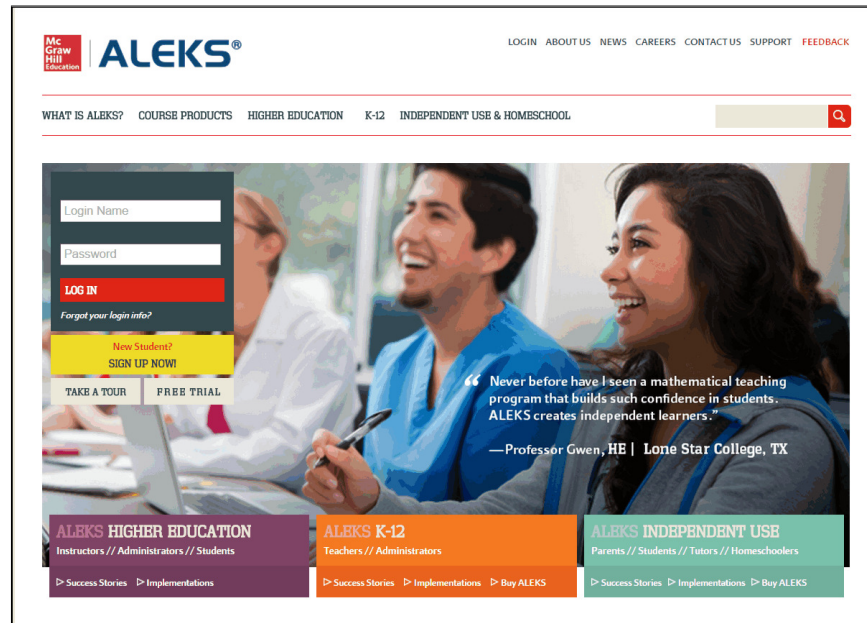 Mc
Graw
Hill
Education
ALEKS®
LOGIN ABOUT US NEWS CAREERS CONTACT US SUPPORT FEEDBACK
WHAT IS ALEKS? COURSE PRODUCTS HIGHER EDUCATION K-12 INDEPENDENT USE & HOMESCHOOL
Login Name
Password
LOG IN
Forgot your login info?
New Student?
SIGN UP NOW!
TAKE A TOUR FREE TRIAL
“ Never before have I seen a mathematical teaching
program that builds such confidence in students.
ALEKS creates independent learners.”
—Professor Gwen, HE | Lone Star College, TX
ALEKS HIGHER EDUCATION
Instructors // Administrators // Students
▷ Success Stories ▷ Implementations
ALEKS K-12
Teachers // Administrators
▷ Success Stories ▷ Implementations ▷ Buy ALEKS
ALEKS INDEPENDENT USE
Parents // Students // Tutors // Homeschoolers
▷ Success Stories ▷ Implementations ▷ Buy ALEKS